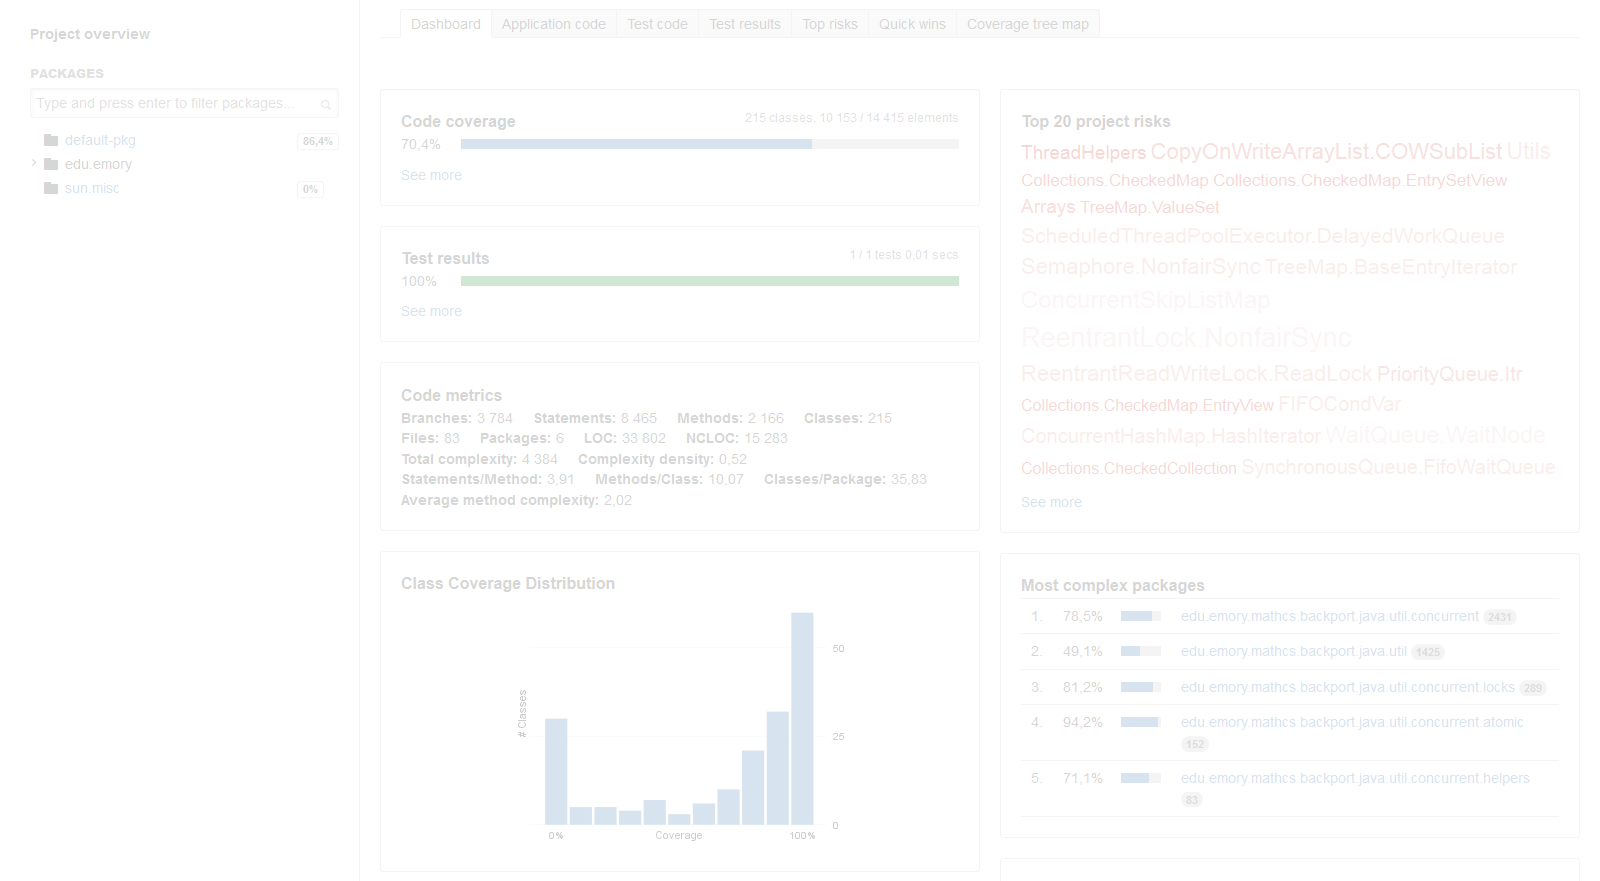 Project overview
PACKAGES
Type and press enter to filter packages...
default-pkg 86,4%
edu.emory
sun.misc 0%
Dashboard Application code Test code Test results Top risks Quick wins Coverage tree map
Code coverage 215 classes, 10 153 / 14 415 elements
70,4%
See more
Test results 1 / 1 tests 0,01 secs
100%
See more
Code metrics
Branches: 3 784 Statements: 8 465 Methods: 2 166 Classes: 215
Files: 83 Packages: 6 LOC: 33 802 NCLOC: 15 283
Total complexity: 4 384 Complexity density: 0,52
Statements/Method: 3,91 Methods/Class: 10,07 Classes/Package: 35,83
Average method complexity: 2,02
Class Coverage Distribution
# Classes
50
25
0
0% Coverage 100%
Top 20 project risks
ThreadHelpers CopyOnWriteArrayList.COWSubList Utils
Collections.CheckedMap Collections.CheckedMap.EntrySetView
Arrays TreeMap.ValueSet
ScheduledThreadPoolExecutor.DelayedWorkQueue
Semaphore.NonfairSync TreeMap.BaseEntryIterator
ConcurrentSkipListMap
ReentrantLock.NonfairSync
ReentrantReadWriteLock.ReadLock PriorityQueue.Itr
Collections.CheckedMap.EntryView FIFOCondVar
ConcurrentHashMap.HashIterator WaitQueue.WaitNode
Collections.CheckedCollection SynchronousQueue.FifoWaitQueue
See more
Most complex packages
1. 78,5% edu.emory.mathcs.backport.java.util.concurrent 2431
2. 49,1% edu.emory.mathcs.backport.java.util 1425
3. 81,2% edu.emory.mathcs.backport.java.util.concurrent.locks 289
4. 94,2% edu.emory.mathcs.backport.java.util.concurrent.atomic
152
5. 71,1% edu.emory.mathcs.backport.java.util.concurrent.helpers
83